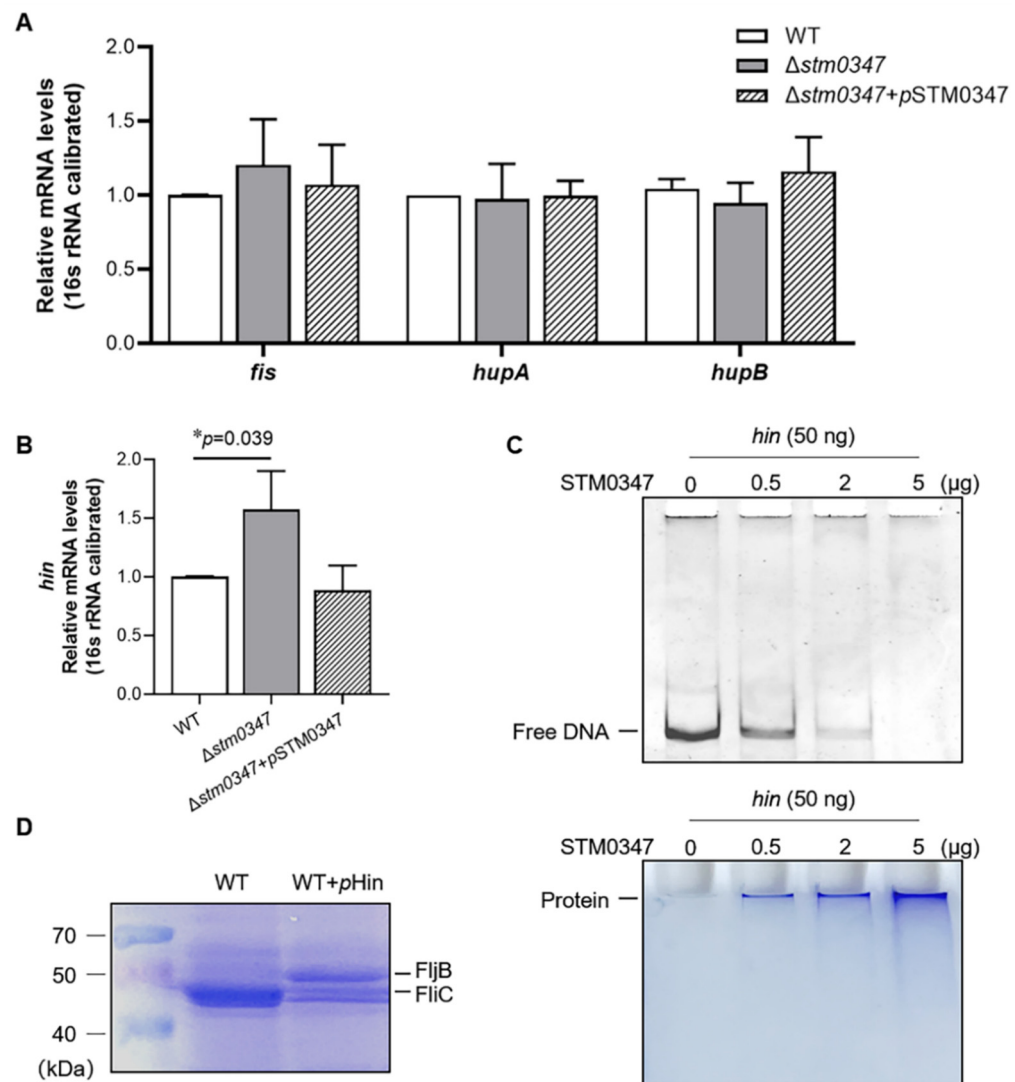 A
Relative mRNA levels
(16s rRNA calibrated)
2.0
1.5
1.0
0.5
0.0
WT
Δstm0347
Δstm0347+pSTM0347
fis hupA hupB
B
hin
Relative mRNA levels
(16s rRNA calibrated)
*p=0.039
2.0
1.5
1.0
0.5
0.0
WT
Δstm0347
Δstm0347+pSTM0347
C
hin (50 ng)
STM0347 0 0.5 2 5 (μg)
Free DNA
hin (50 ng)
STM0347 0 0.5 2 5 (μg)
Protein
D
WT WT+pHin
70
50
40
(kDa)
FljB
FliC